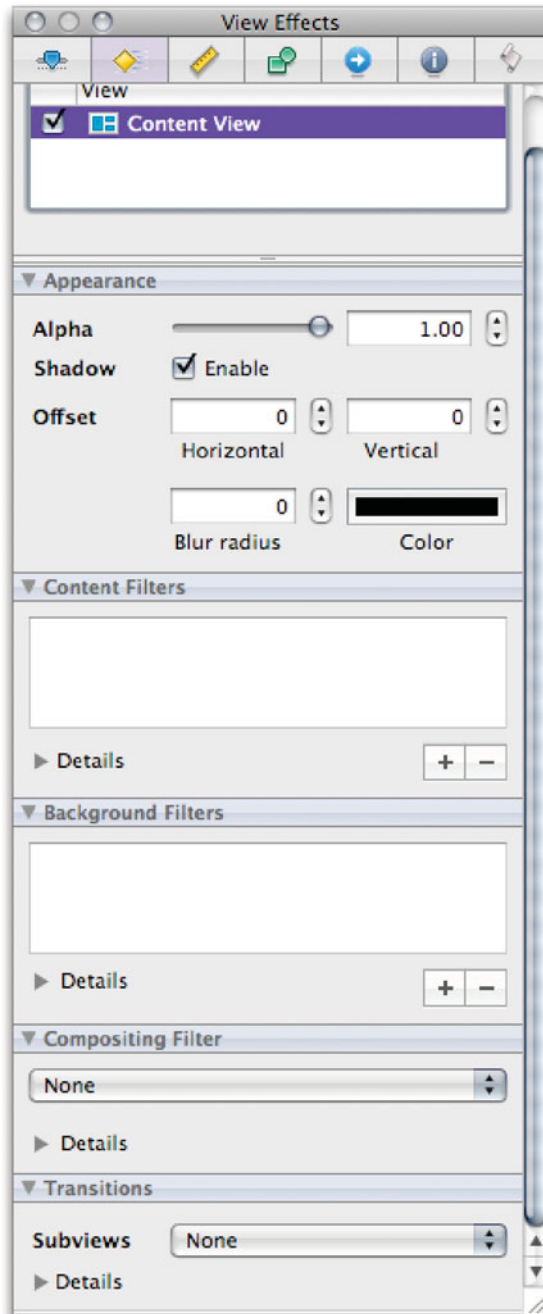 View Effects
View
Content View
Appearance
Alpha 1.00
Shadow Enable
Offset 0 0
Horizontal Vertical
0
Blur radius Color
Content Filters
Details + −
Background Filters
Details + −
Compositing Filter
None
Details
Transitions
Subviews None
Details